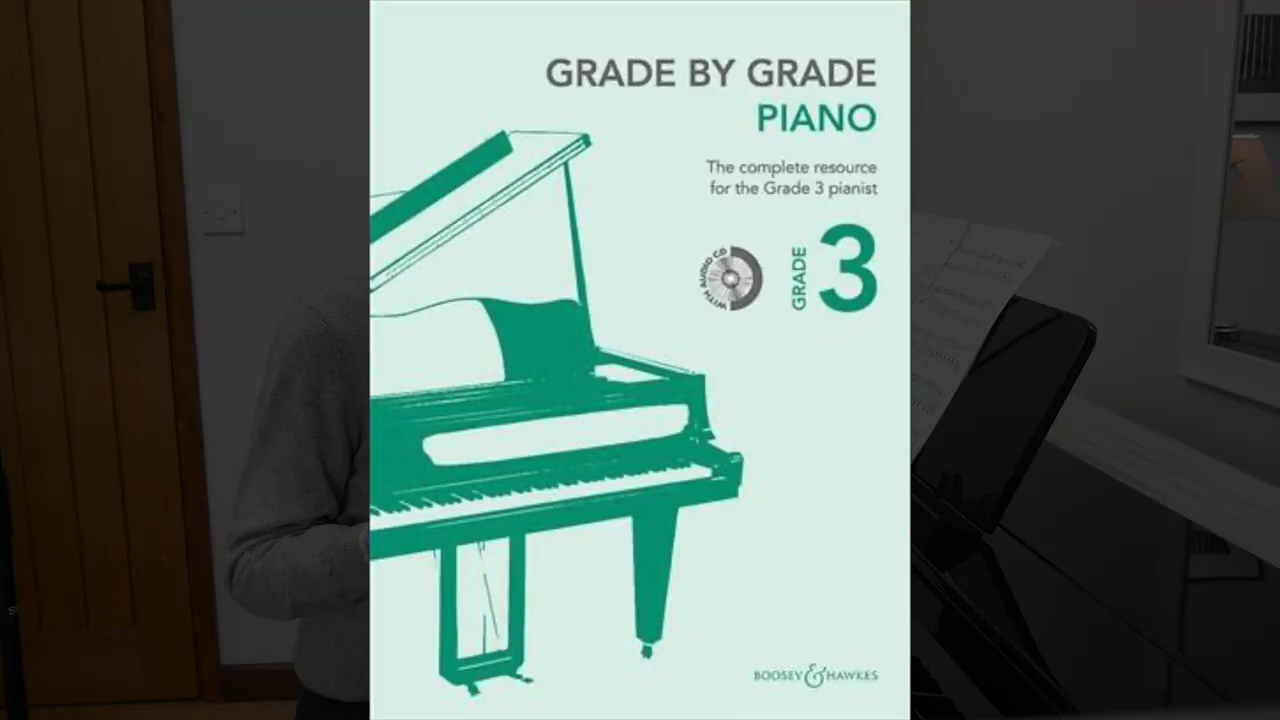 GRADE BY GRADE
PIANO
The complete resource
for the Grade 3 pianist
WITH AUDIO CD
GRADE
3
BOOSEY & HAWKES